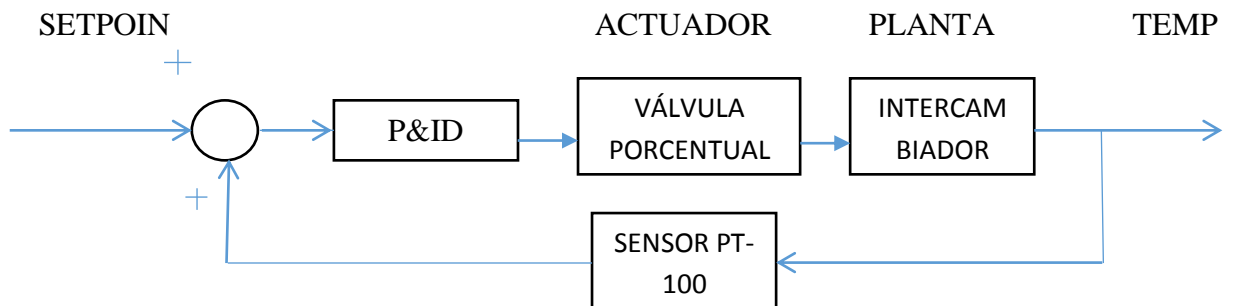 SETPOIN
ACTUADOR
PLANTA
TEMP
+
P&ID
VÁLVULA
PORCENTUAL
INTERCAM
BIADOR
+
SENSOR PT-
100